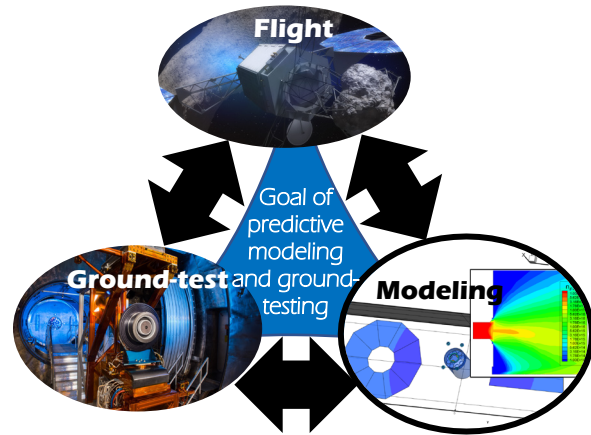 Flight
Goal of
predictive
modeling
and ground-
testing
Ground-test
Modeling